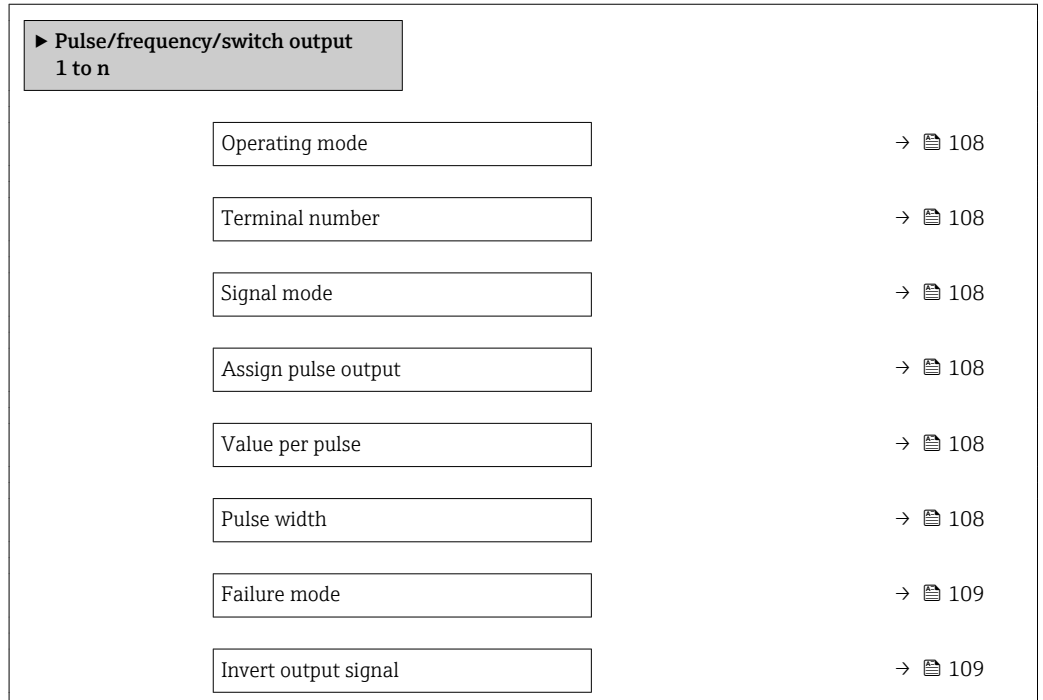 ▶ Pulse/frequency/switch output
1 to n
Operating mode → 108
Terminal number → 108
Signal mode → 108
Assign pulse output → 108
Value per pulse → 108
Pulse width → 108
Failure mode → 109
Invert output signal → 109